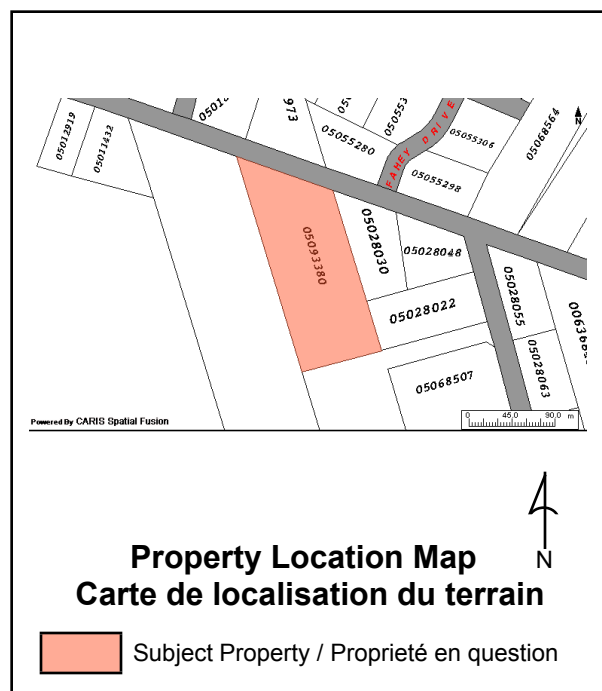 973
05012919
05011432
05055280
05055306
05068564
FAHEY DRIVE
05055298
N
05093380
05028030
05028048
05028022
05028055
05028063
05068507
Powered By CARIS Spatial Fusion
0 45.0 90.0 m
N
Property Location Map
Carte de localisation du terrain
Subject Property / Proprieté en question